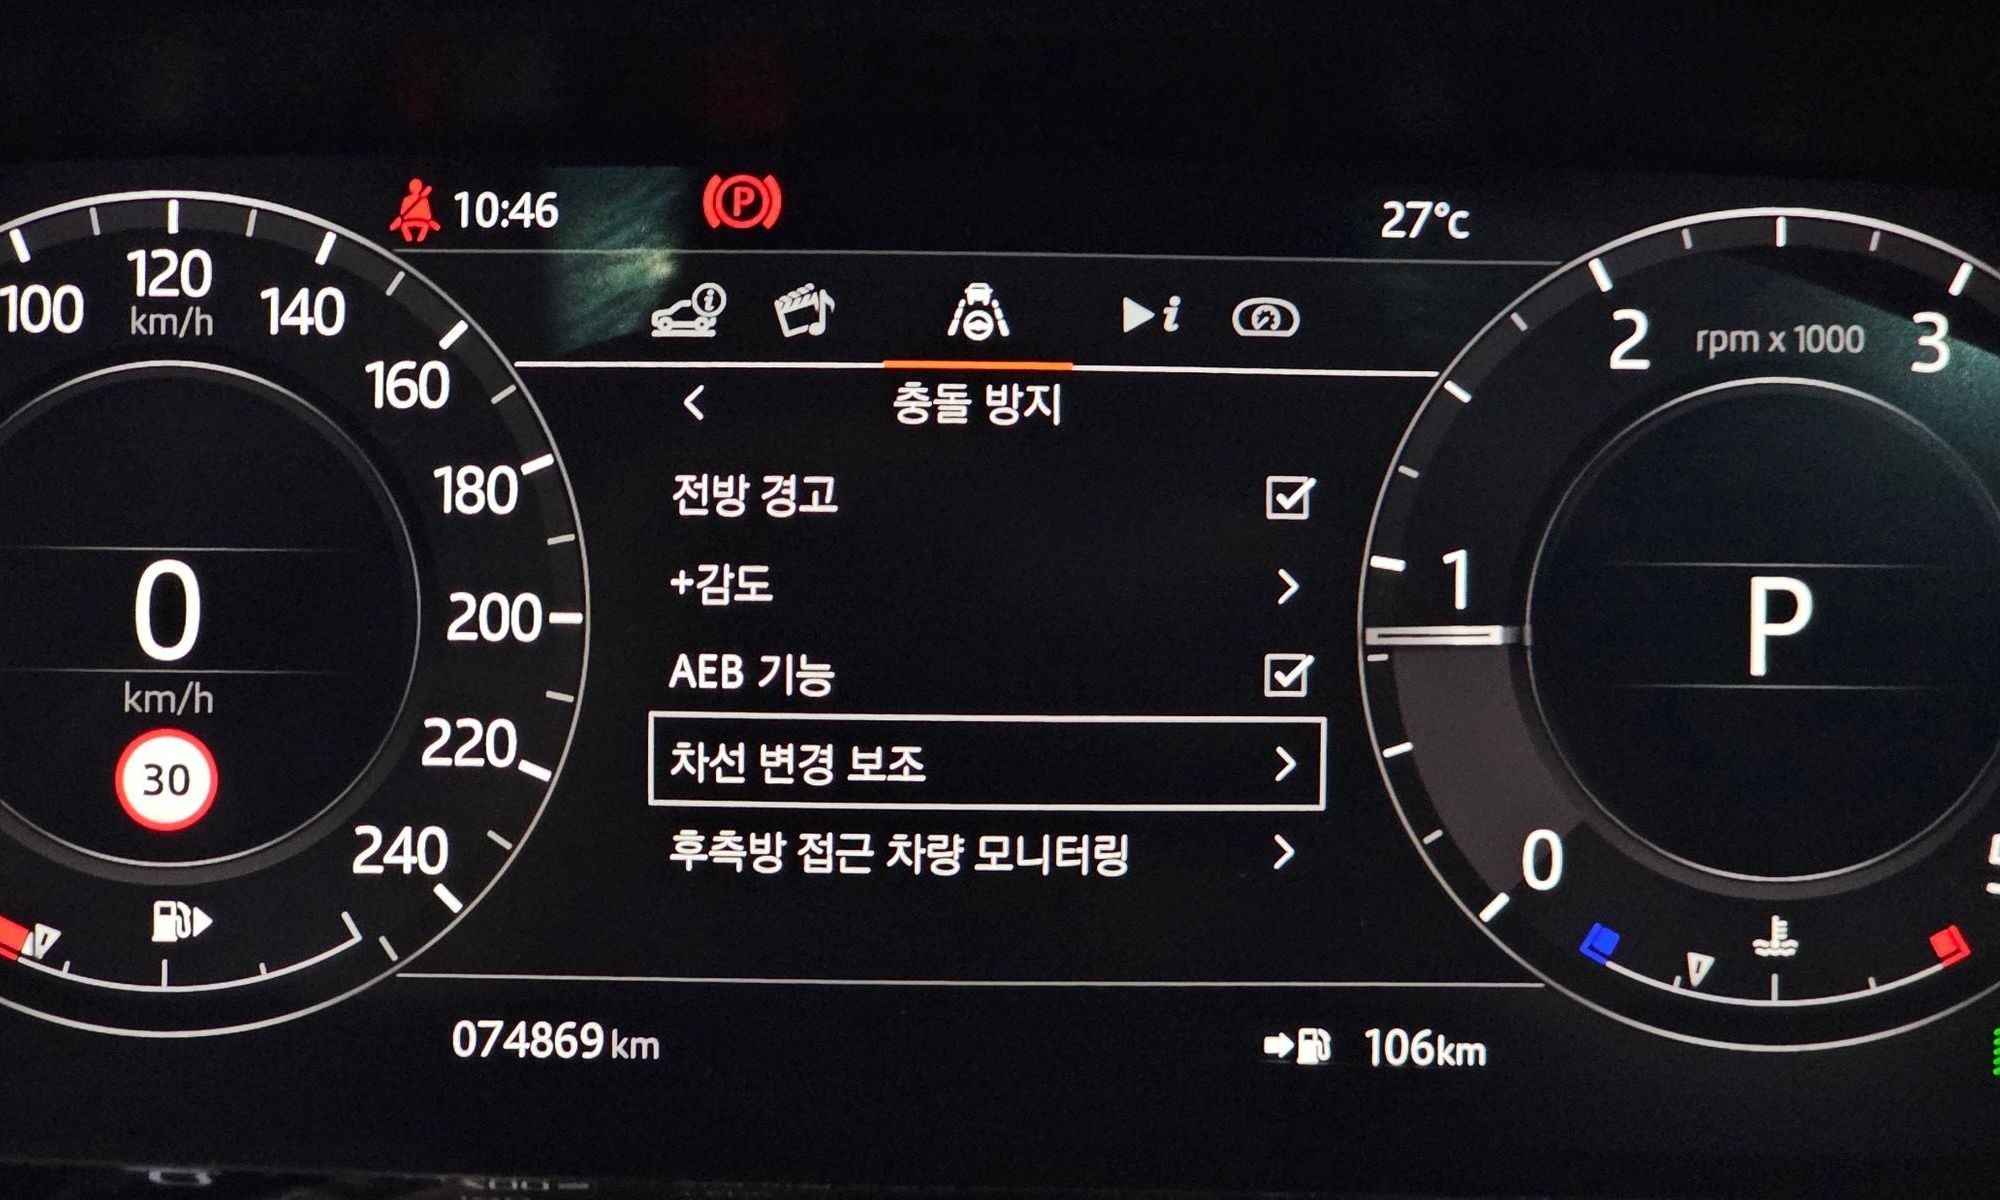 10:46
P
27°C
100
120
km/h
140
160
180
200
220
240
0
km/h
30
i
충돌 방지
전방 경고
+감도
AEB 기능
차선 변경 보조
후측방 접근 차량 모니터링
2
rpm x 1000
3
1
0
P
074869 km
106km